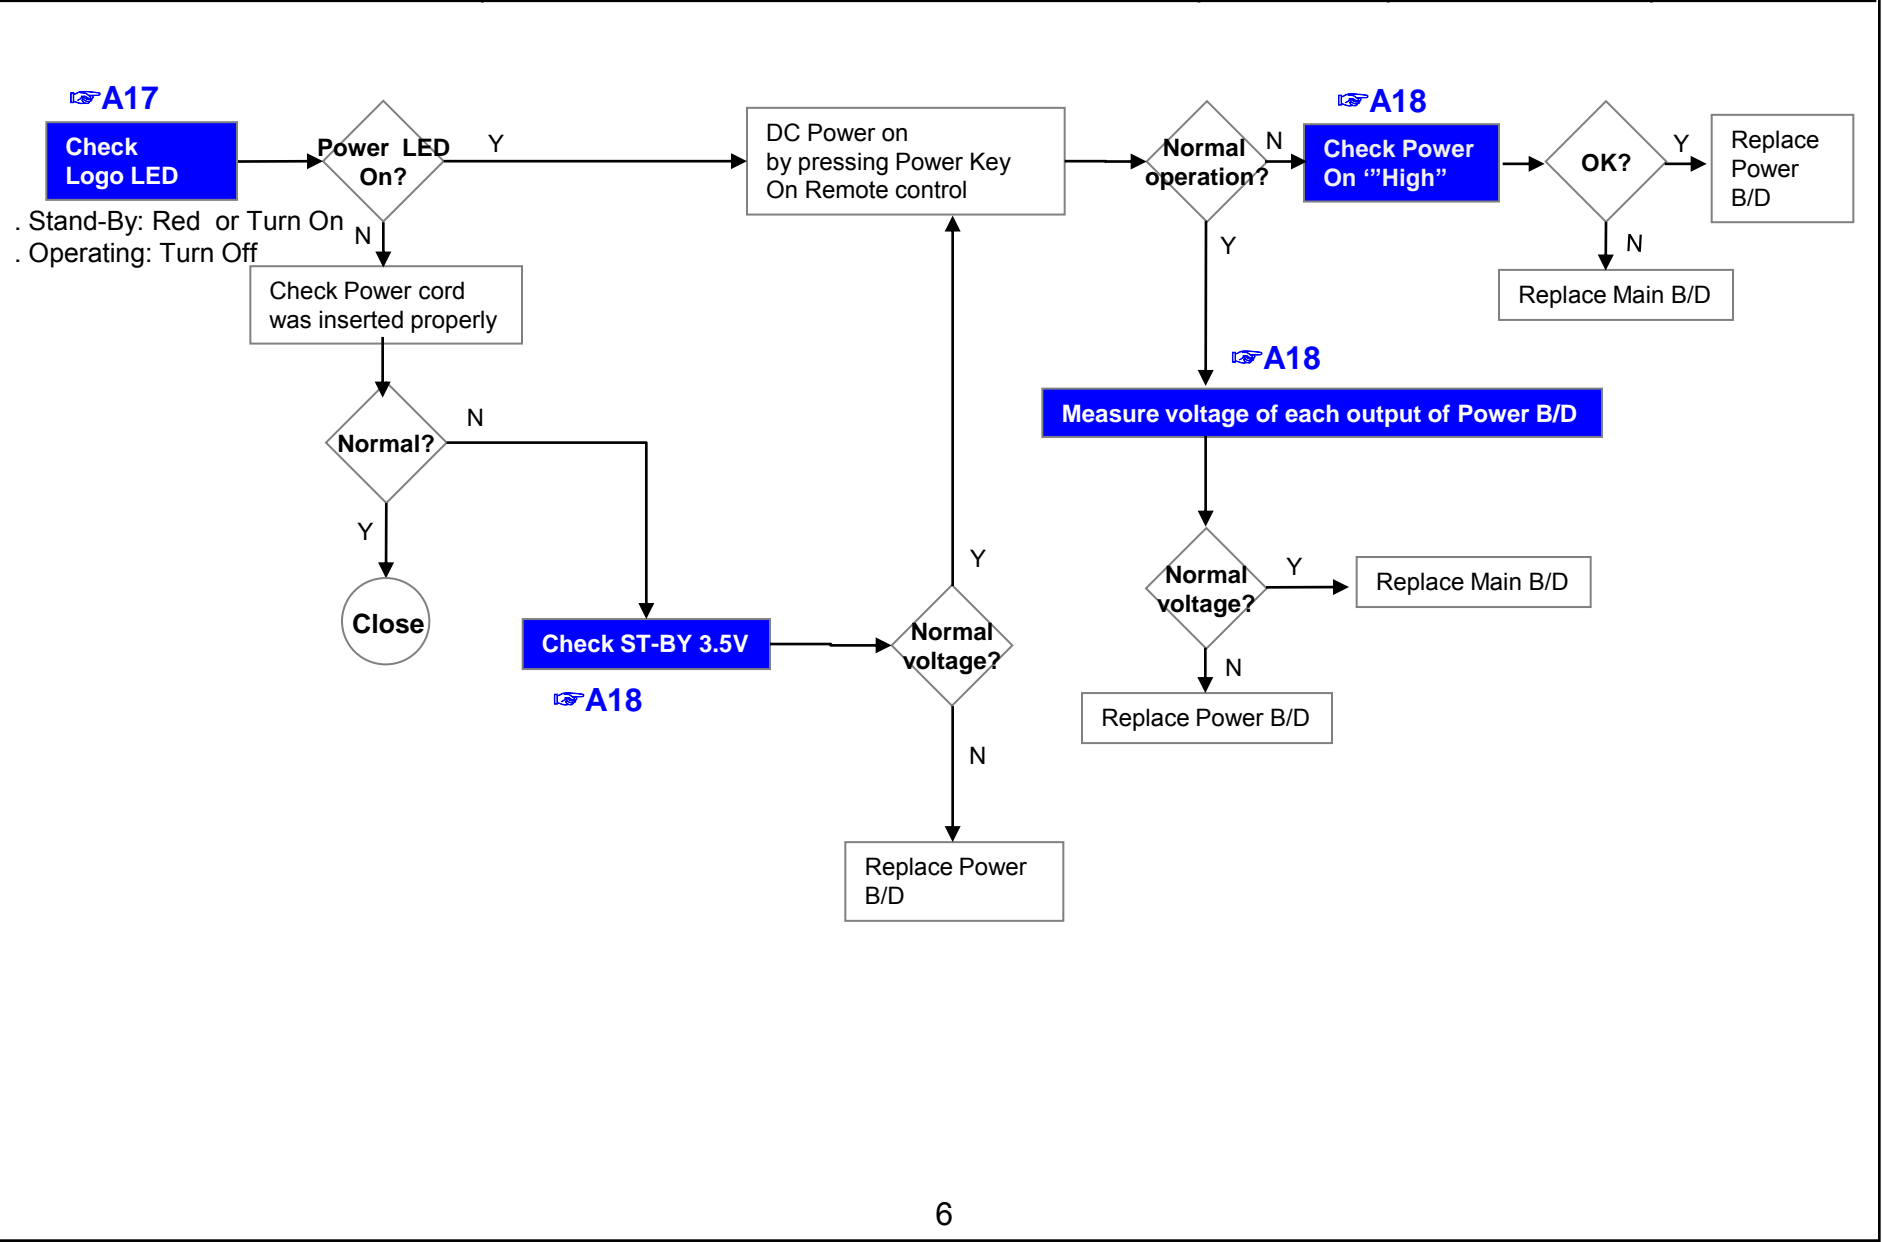 ☞A17
Check
Logo LED
. Stand-By: Red or Turn On
. Operating: Turn Off
Power LED
On?
Y
N
Check Power cord
was inserted properly
Normal?
N
Y
Close
Check ST-BY 3.5V
☞A18
Normal
voltage?
Y
N
Replace Power
B/D
DC Power on
by pressing Power Key
On Remote control
Normal
operation?
N
Y
☞A18
Check Power
On ‘”High”
OK?
Y
Replace
Power
B/D
N
Replace Main B/D
☞A18
Measure voltage of each output of Power B/D
Normal
voltage?
Y
Replace Main B/D
N
Replace Power B/D
6